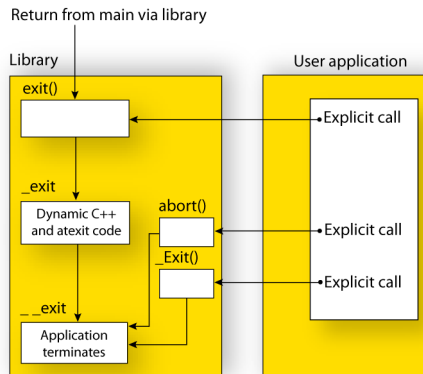 Return from main via library
Library
User application
exit()
Explicit call
_exit
Dynamic C++
and atexit code
abort()
Explicit call
_Exit()
Explicit call
_ _exit
Application
terminates